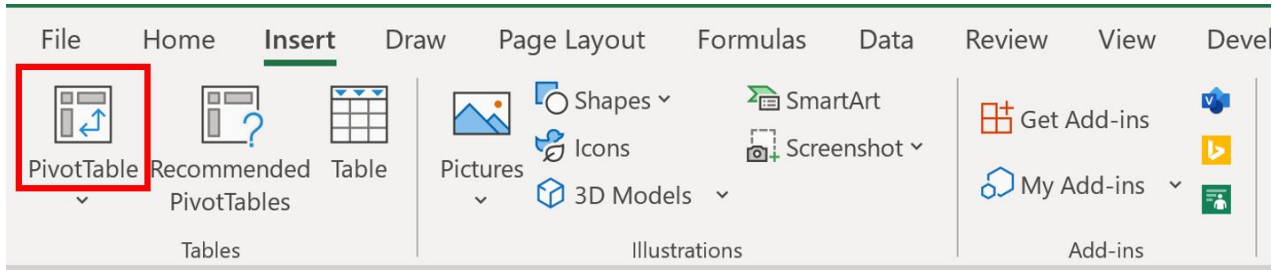 File Home Insert Draw Page Layout Formulas Data Review View
PivotTable
Recommended
PivotTables
Table
Pictures
Shapes
Icons
3D Models
SmartArt
Screenshot
Get Add-ins
My Add-ins
Tables
Illustrations
Add-ins